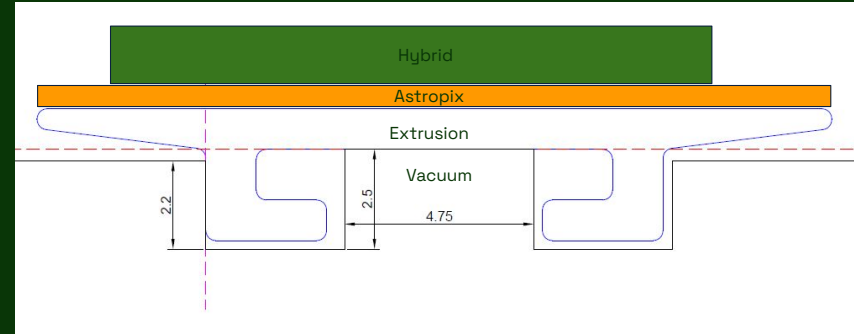 Hybrid
Astropix
Extrusion
Vacuum
2.2
2.5
4.75